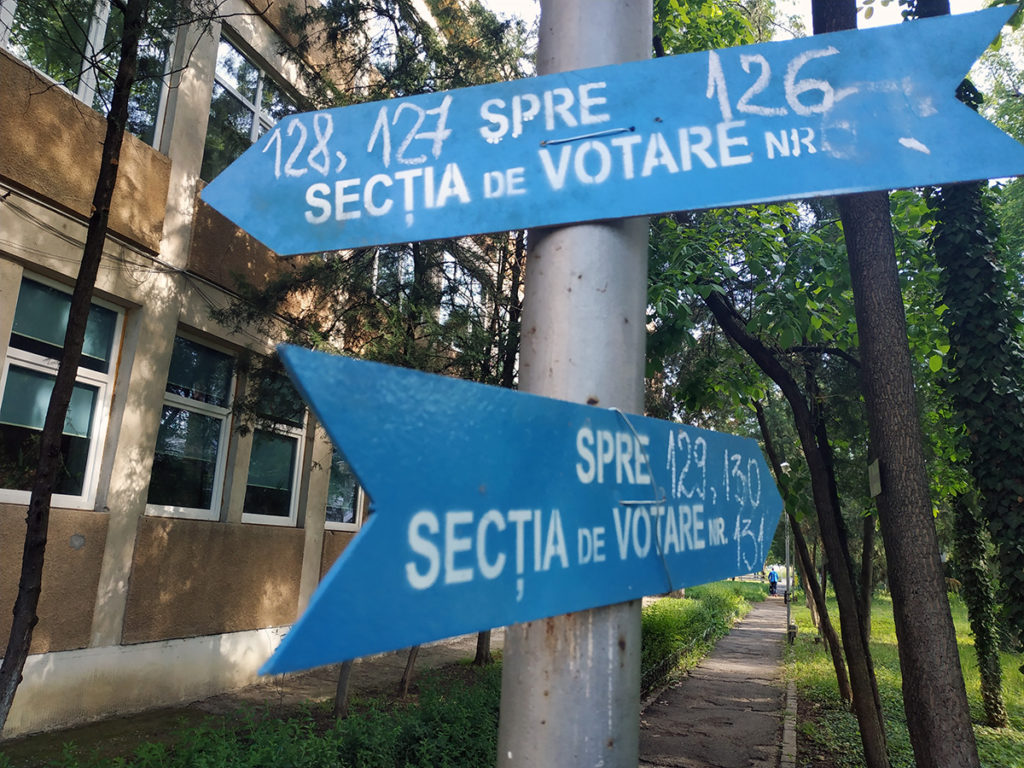 128, 127 SPRE 126
SECȚIA DE VOTARE NR
SPRE 129, 130
SECȚIA DE VOTARE NR. 131